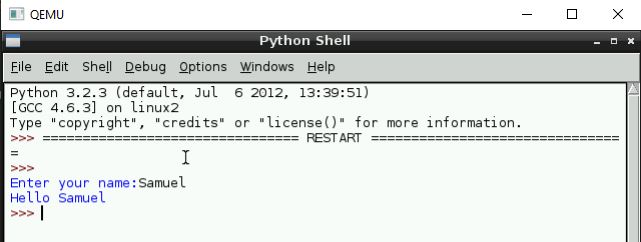 QEMU
Python Shell
File Edit Shell Debug Options Windows Help
Python 3.2.3 (default, Jul  6 2012, 13:39:51)
[GCC 4.6.3] on linux2
Type "copyright", "credits" or "license()" for more information.
>>> ================================ RESTART ================================
=
>>>
Enter your name:Samuel
Hello Samuel
>>>